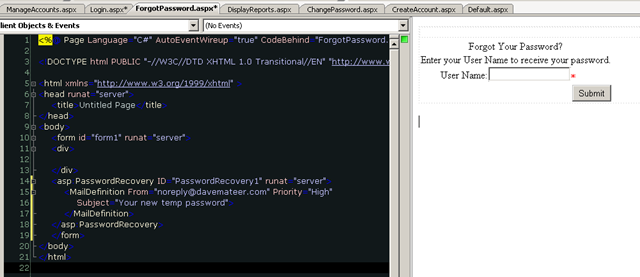 ManageAccounts.aspx Login.aspx* ForgotPassword.aspx* DisplayReports.aspx ChangePassword.aspx CreateAccount.aspx Default.aspx
lient Objects & Events (No Events)
1 <% Page Language "C#" AutoEventWireup "true" CodeBehind "ForgotPassword.
2
3 DOCTYPE html PUBLIC "-//W3C//DTD XHTML 1.0 Transitional//EN" "http://www.w
4
5 html xmlns "http://www.w3.org/1999/xhtml"
6 head runat "server"
7 title Untitled Page title
8 head
9 body
10 form id "form1" runat "server"
11 div
12
13 div
14 asp PasswordRecovery ID "PasswordRecovery1" runat "server"
15 MailDefinition From "noreply@davemateer.com" Priority "High"
16 Subject "Your new temp password"
17 MailDefinition
18 asp PasswordRecovery
19 form
20 body
21 html
22
Forgot Your Password?
Enter your User Name to receive your password.
User Name: *
Submit